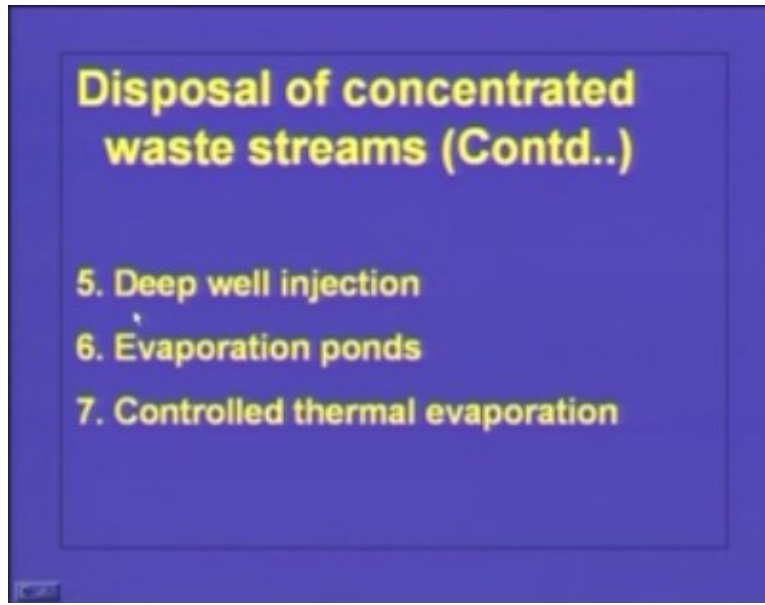 Disposal of concentrated
waste streams (Contd..)
5. Deep well injection
6. Evaporation ponds
7. Controlled thermal evaporation